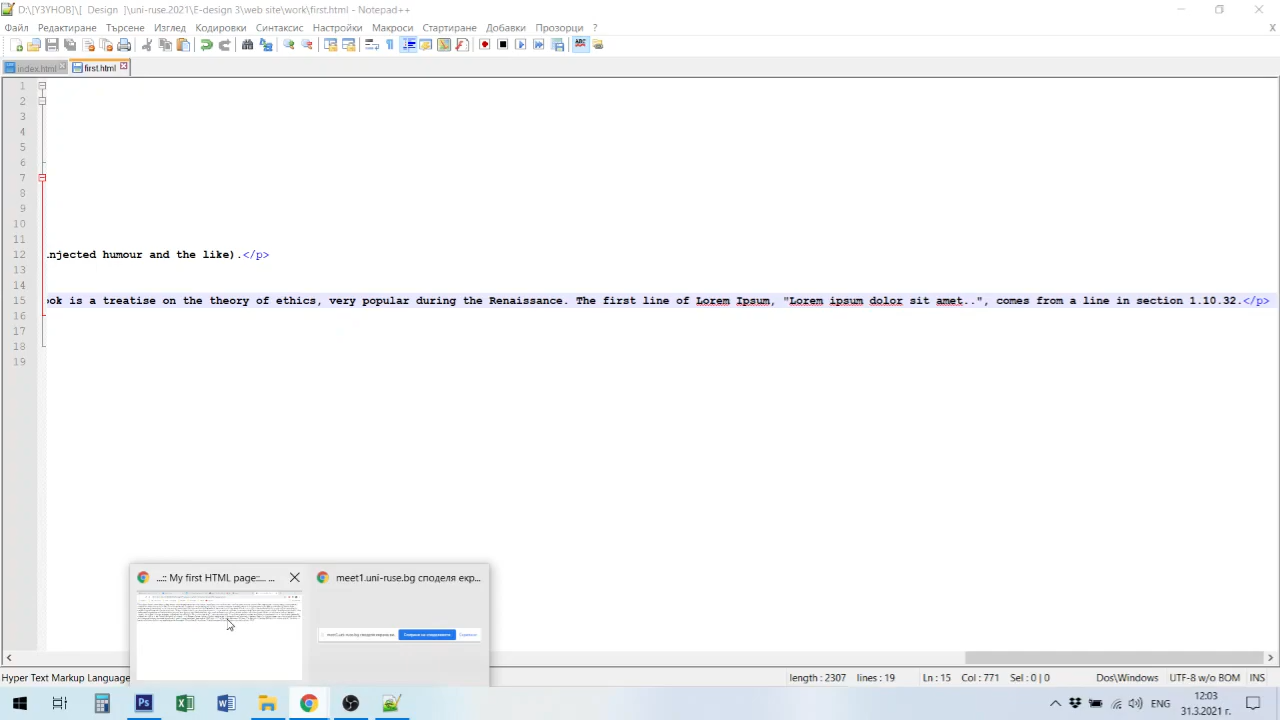 D:\[УЗУНОВ]\[ Design ]\uni-ruse.2021\E-design 3\web site\work\first.html - Notepad++
Файл Редактиране Търсене Изглед Кодировки Синтаксис Настройки Макроси Стартиране Добавки Прозорци ? X
index.html first.html
1
2
3
4
5
6
7
8
9
10
11
12 njected humour and the like).</p>
13
14
15 ook is a treatise on the theory of ethics, very popular during the Renaissance. The first line of Lorem Ipsum, "Lorem ipsum dolor sit amet..", comes from a line in section 1.10.32.</p>
16
17
18
19
...:: My first HTML page::... ... meet1.uni-ruse.bg споделя екр...
Hyper Text Markup Language length : 2307 lines : 19 Ln : 15 Col : 771 Sel : 0 | 0 Dos\Windows UTF-8 w/o BOM INS
ENG 12:03
31.3.2021 г.